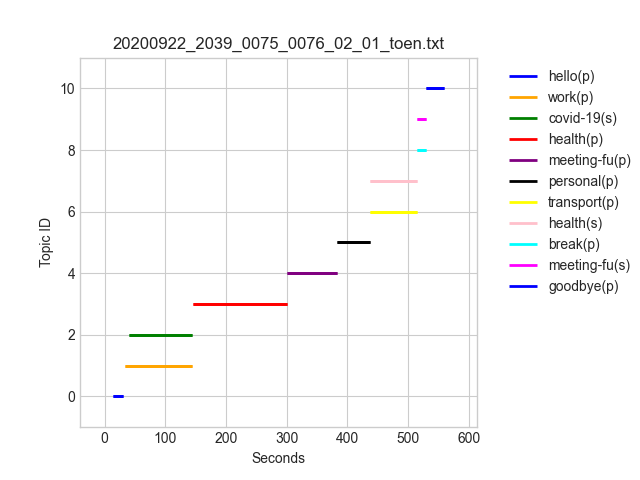 20200922_2039_0075_0076_02_01_toen.txt
10
8
6
4
2
0
Topic ID
0 100 200 300 400 500 600
Seconds
hello(p)
work(p)
covid-19(s)
health(p)
meeting-fu(p)
personal(p)
transport(p)
health(s)
break(p)
meeting-fu(s)
goodbye(p)